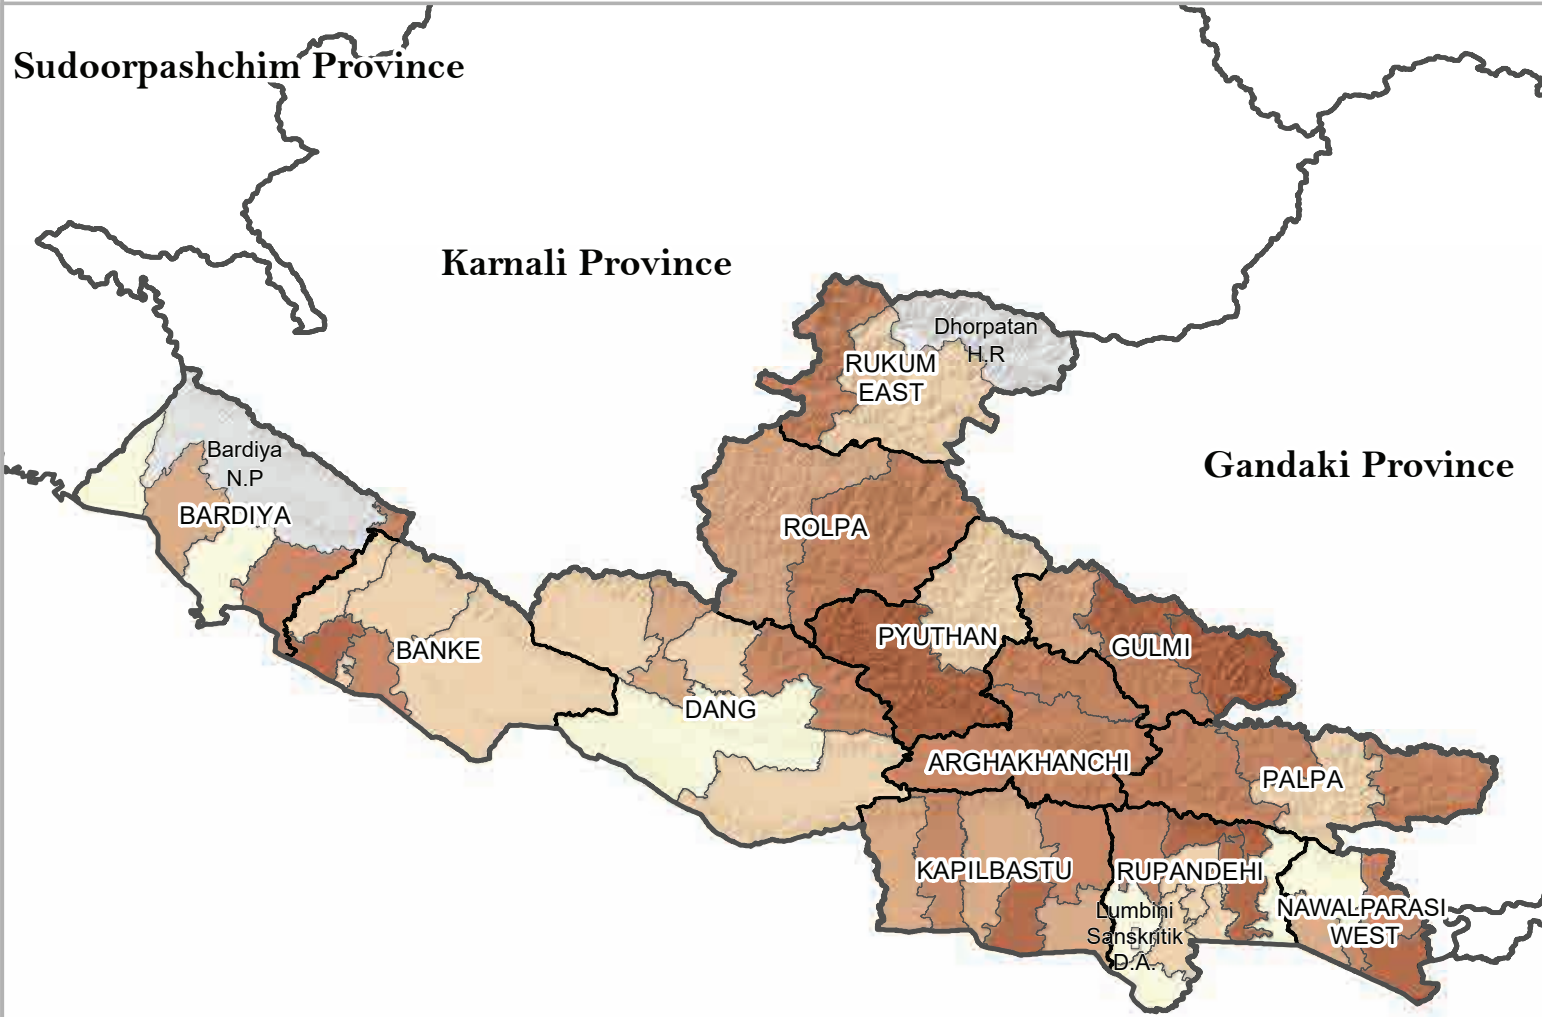 Sudoorpashchim Province
Karnali Province
Dhorpatan
H.R
RUKUM
EAST
Bardiya
N.P
Gandaki Province
BARDIYA
ROLPA
PYUTHAN
GULMI
BANKE
DANG
ARGHAKHANCHI
PALPA
KAPILBASTU
RUPANDEHI
Lumbini
Sanskritik
D.A.
NAWALPARASI
WEST